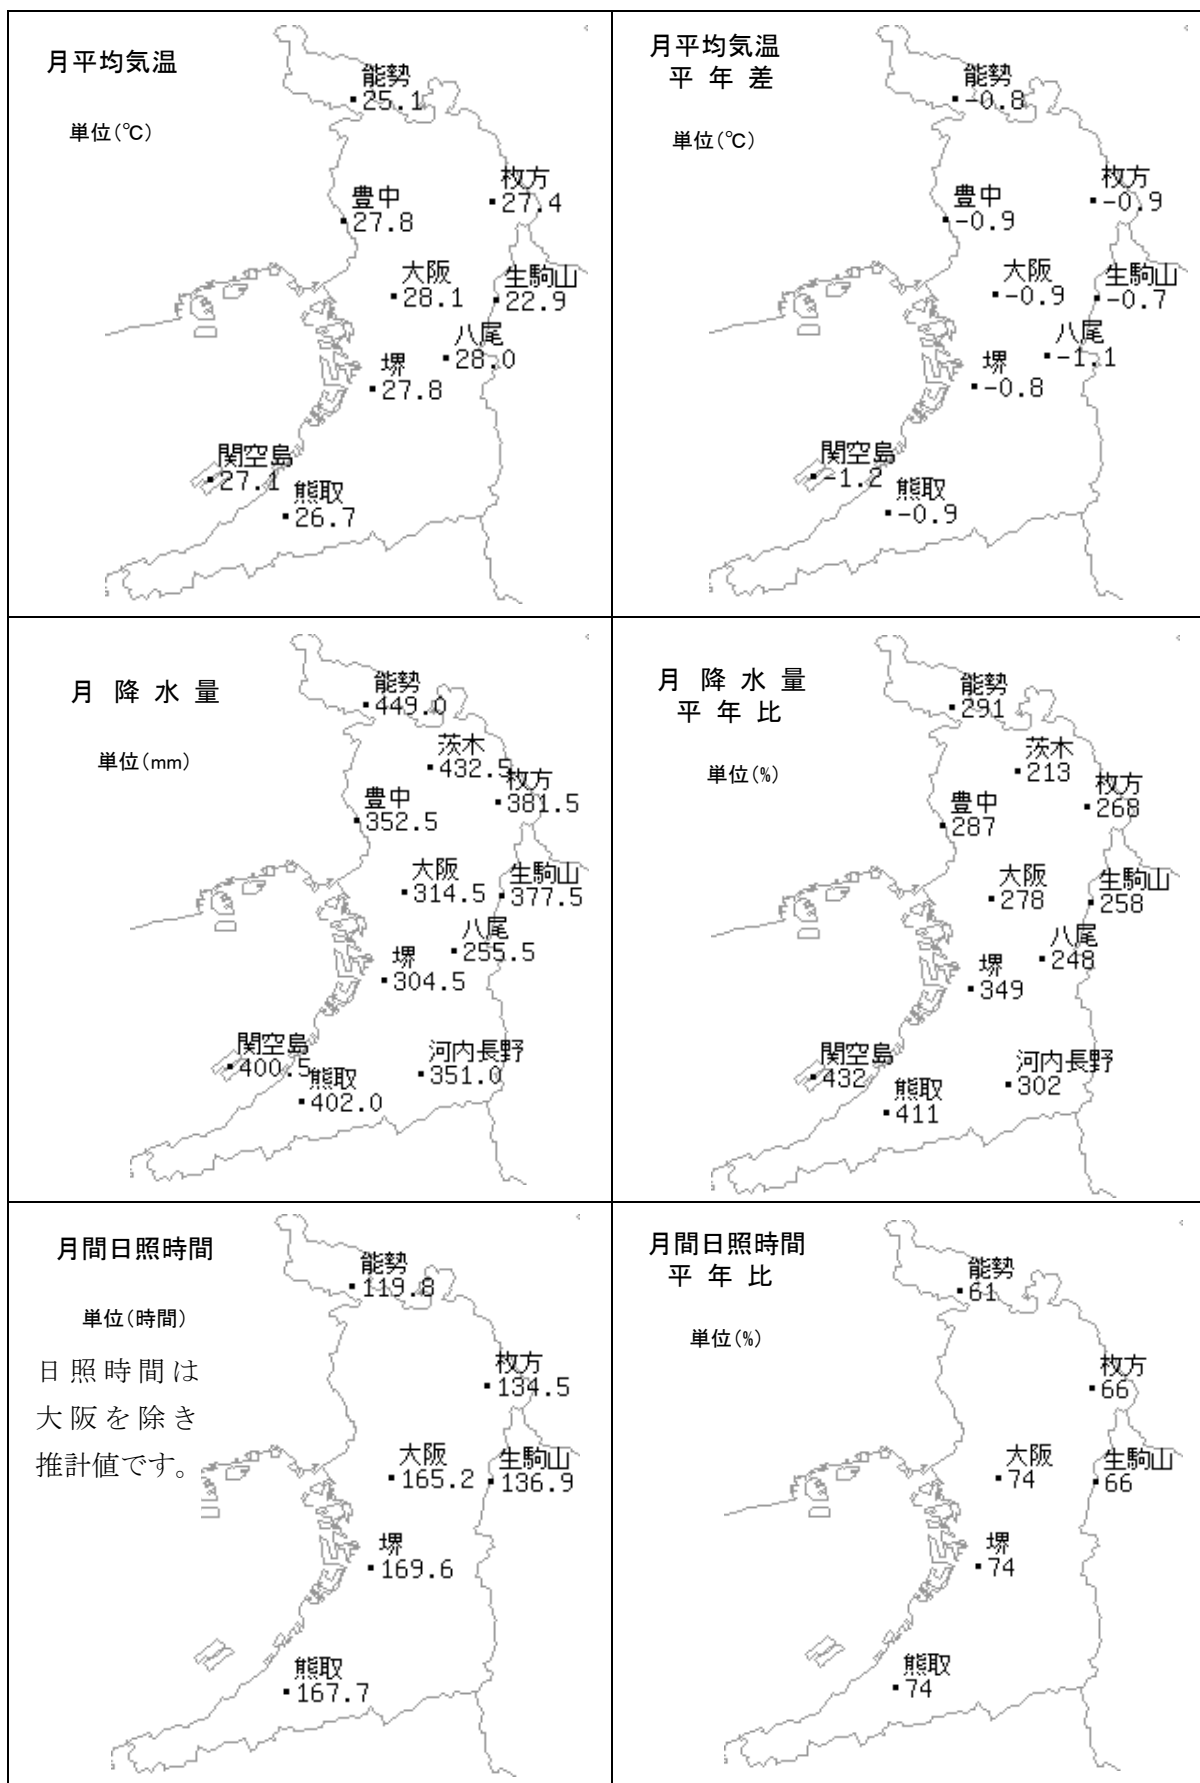 月平均気温
単位(℃)
能勢
25.1
枚方
27.4
豊中
27.8
大阪
28.1
生駒山
22.9
八尾
28.0
堺
27.8
関空島
27.1
熊取
26.7
月平均気温
平年差
単位(℃)
能勢
-0.8
枚方
-0.9
豊中
-0.9
大阪
-0.9
生駒山
-0.7
八尾
-1.1
堺
-0.8
関空島
-1.2
熊取
-0.9
月降水量
単位(mm)
能勢
449.0
茨木
432.5
枚方
381.5
豊中
352.5
大阪
314.5
生駒山
377.5
八尾
255.5
堺
304.5
関空島
400.5
河内長野
351.0
熊取
402.0
月降水量
平年比
単位(%)
能勢
291
茨木
213
枚方
268
豊中
287
大阪
278
生駒山
258
八尾
248
堺
349
関空島
432
河内長野
302
熊取
411
月間日照時間
単位(時間)
日照時間は
大阪を除き
推計値です。
能勢
119.8
枚方
134.5
大阪
165.2
生駒山
136.9
堺
169.6
熊取
167.7
月間日照時間
平年比
単位(%)
能勢
61
枚方
66
大阪
74
生駒山
66
堺
74
熊取
74